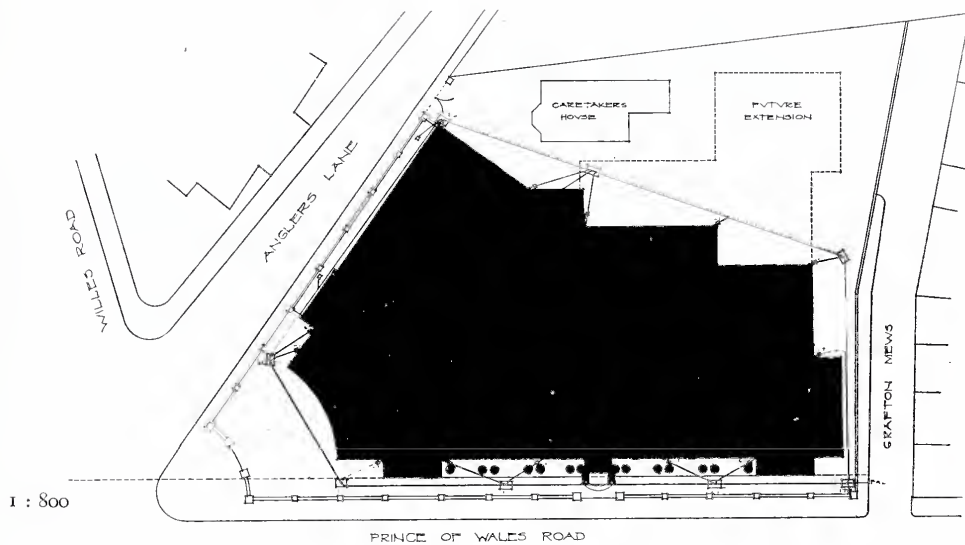 CARETAKERS
HOUSE
FVTVRE
EXTENSION
ANGLERS LANE
WILLES ROAD
GRAFTON MEWS
1 : 800
PRINCE OF WALES ROAD